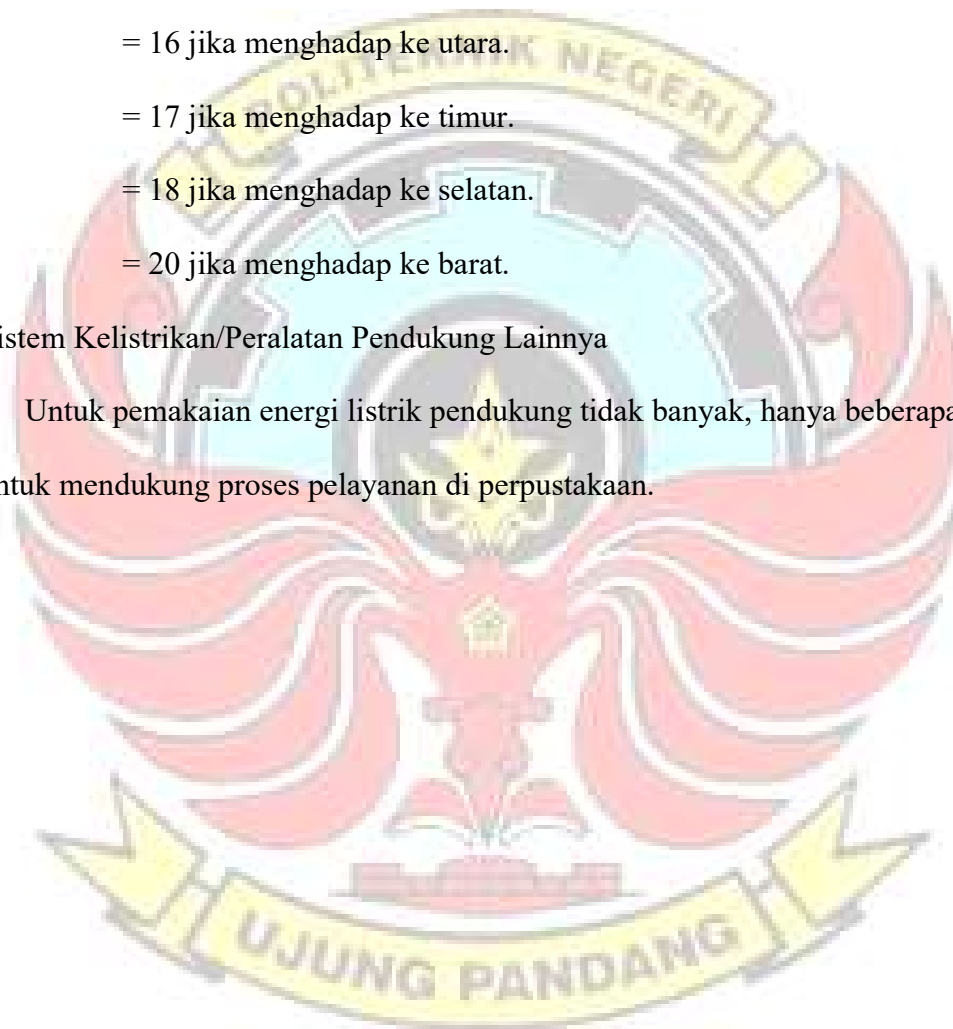 POLITEKNIK NEGERI
= 16 jika menghadap ke utara.
= 17 jika menghadap ke timur.
= 18 jika menghadap ke selatan.
= 20 jika menghadap ke barat.
istem Kelistrikan/Peralatan Pendukung Lainnya
Untuk pemakaian energi listrik pendukung tidak banyak, hanya beberapa
ntuk mendukung proses pelayanan di perpustakaan.
UJUNG PANDANG